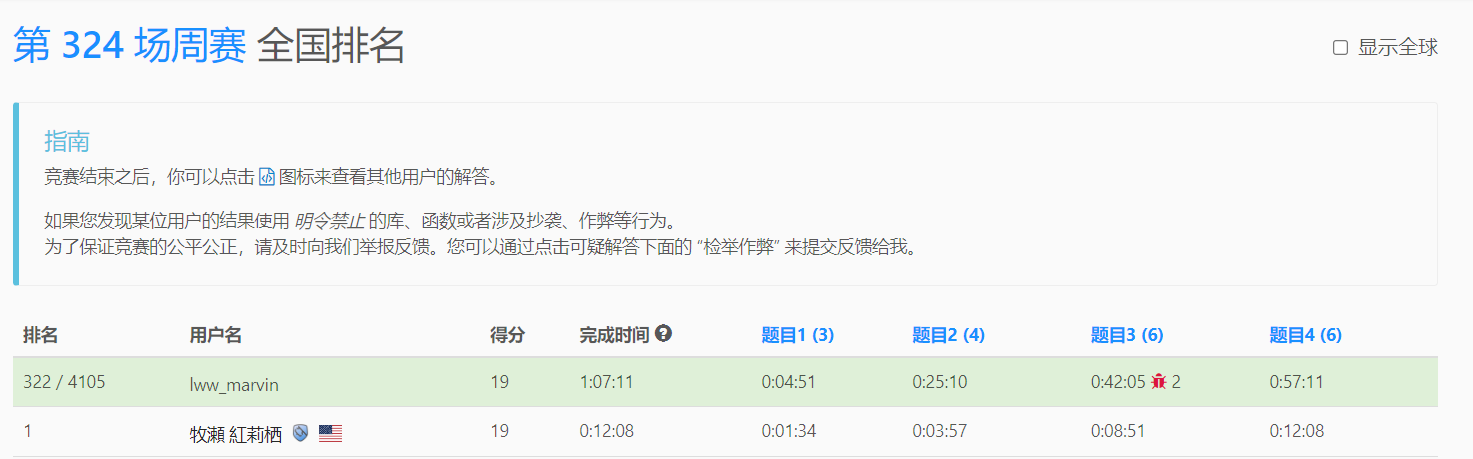 第 324 场周赛 全国排名
显示全球
指南
竞赛结束之后，你可以点击 图标来查看其他用户的解答。
如果您发现某位用户的结果使用 明令禁止 的库、函数或者涉及抄袭、作弊等行为。
为了保证竞赛的公平公正，请及时向我们举报反馈。您可以通过点击可疑解答下面的 “检举作弊” 来提交反馈给我。
排名 用户名 得分 完成时间 题目1 (3) 题目2 (4) 题目3 (6) 题目4 (6)
322 / 4105 lww_marvin 19 1:07:11 0:04:51 0:25:10 0:42:05 2 0:57:11
1 牧瀬 紅莉栖 19 0:12:08 0:01:34 0:03:57 0:08:51 0:12:08